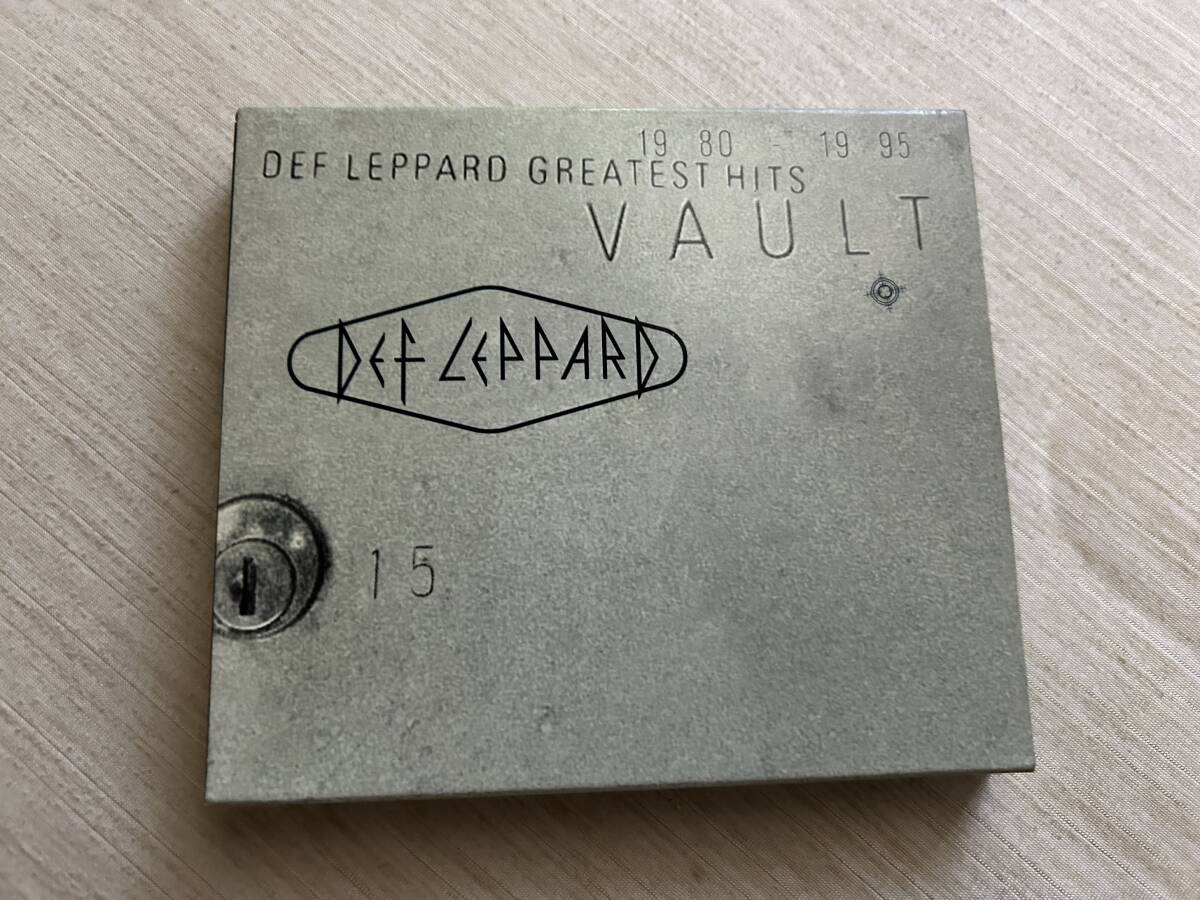 19 80 - 19 95
DEF LEPPARD GREATEST HITS
VAULT
DEF LEPPARD
15